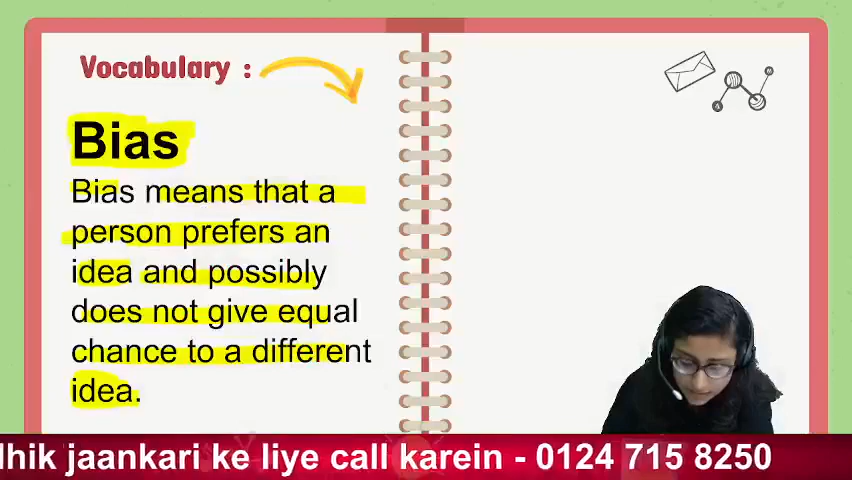 Vocabulary :
Bias
Bias means that a
person prefers an
idea and possibly
does not give equal
chance to a different
idea.
jaankari ke liye call karein - 0124 715 8250